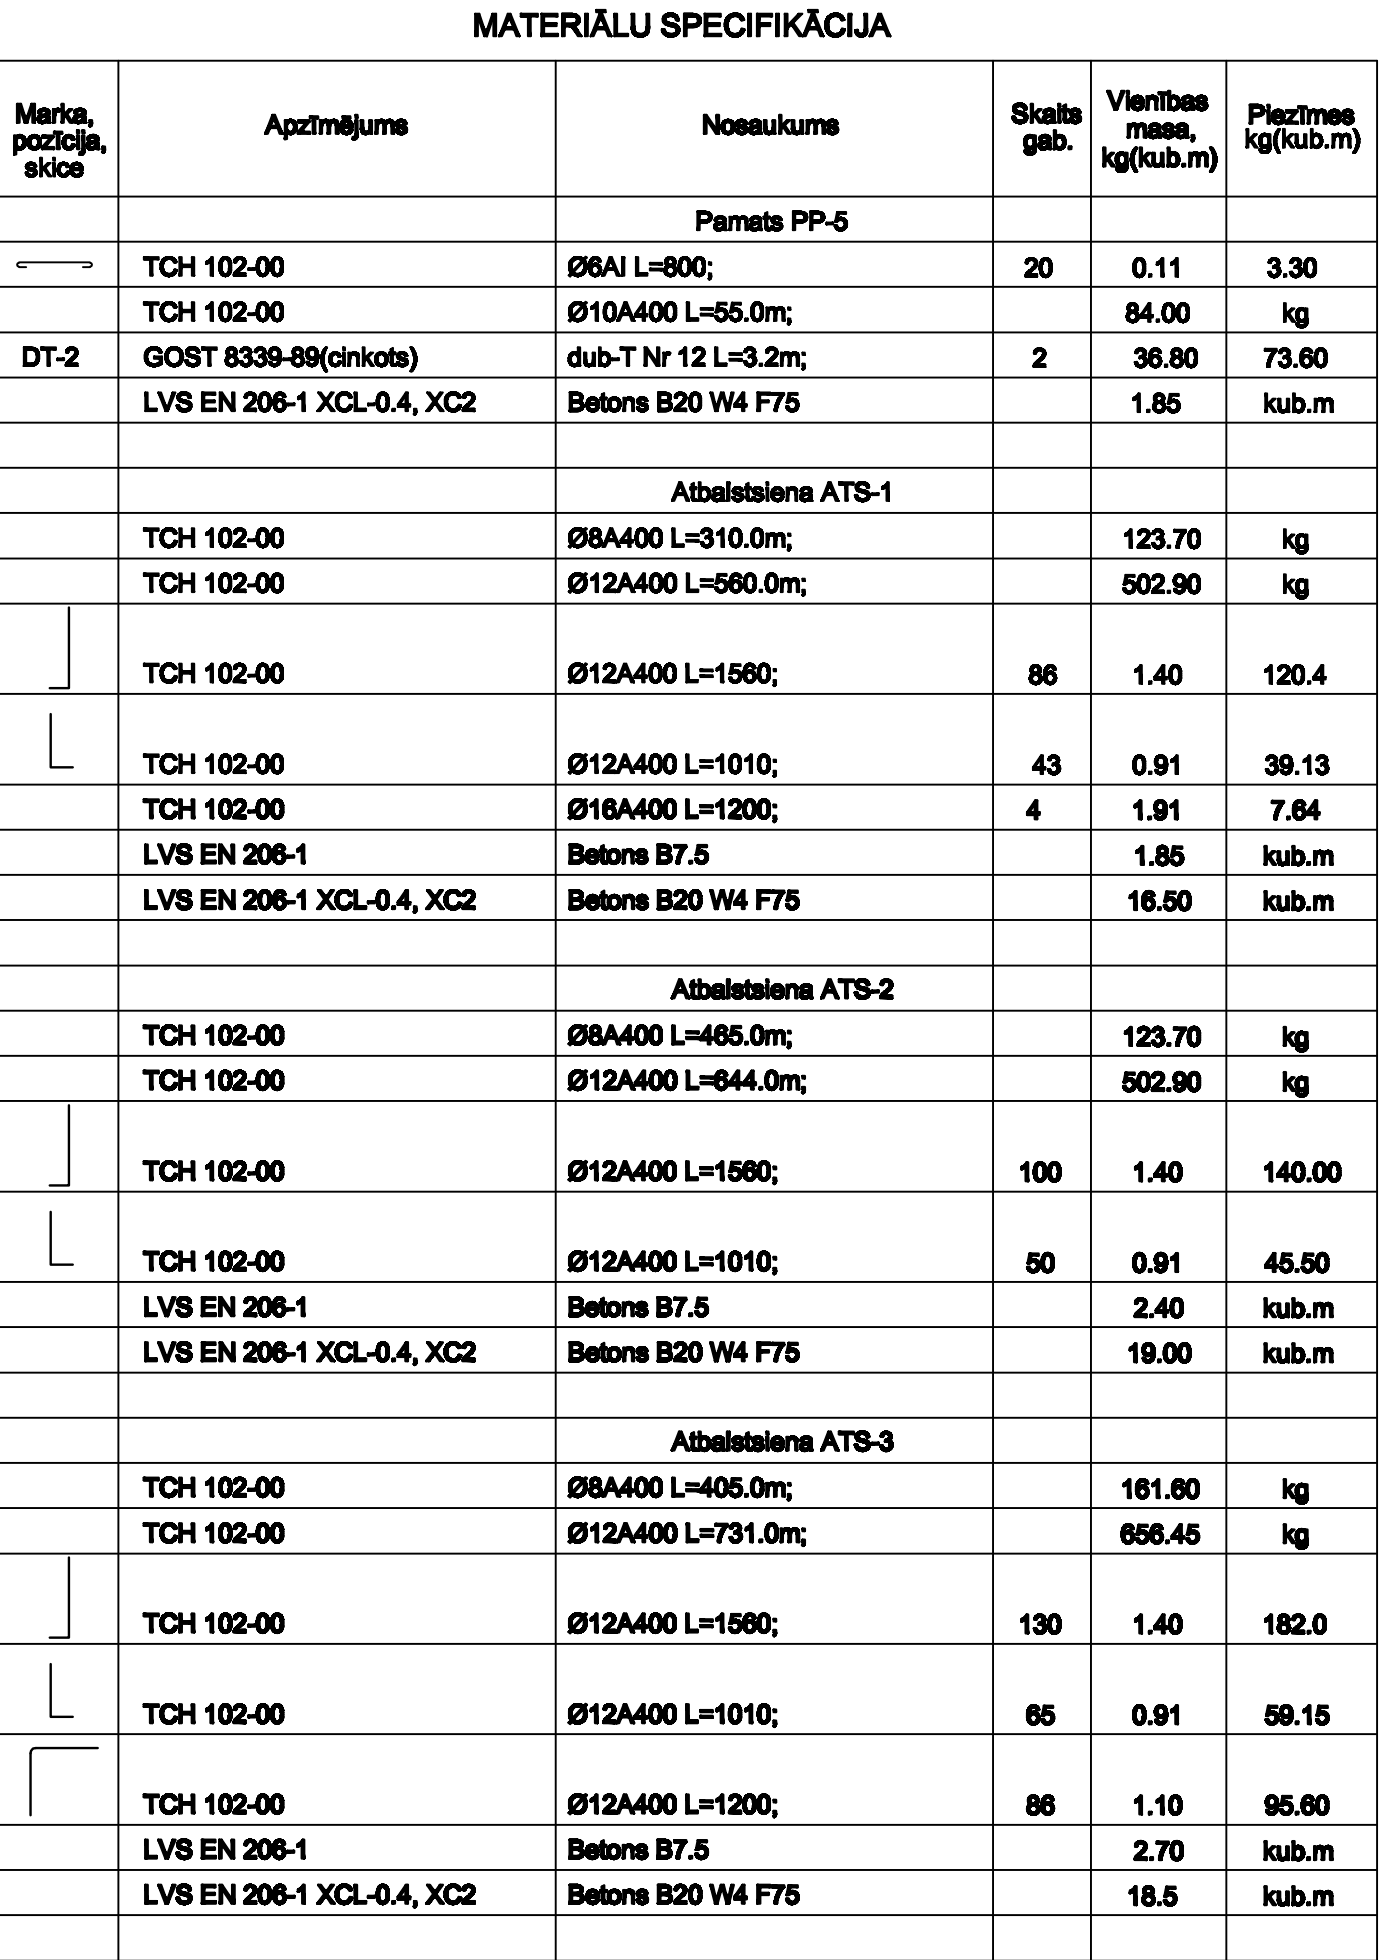 MATERIĀLU SPECIFIKĀCIJA
Marka, pozīcija, skice Apzīmējums Nosaukums Skaits gab. Vienības masa, kg(kub.m) Piezīmes kg(kub.m)
Pamats PP-5
TCH 102-00 Ø6AI L=800; 20 0.11 3.30
TCH 102-00 Ø10A400 L=55.0m; 84.00 kg
DT-2 GOST 8339-89(cinkots) dub-T Nr 12 L=3.2m; 2 36.80 73.60
LVS EN 206-1 XCL-0.4, XC2 Betons B20 W4 F75 1.85 kub.m
Atbalstsiena ATS-1
TCH 102-00 Ø8A400 L=310.0m; 123.70 kg
TCH 102-00 Ø12A400 L=560.0m; 502.90 kg
TCH 102-00 Ø12A400 L=1560; 86 1.40 120.4
TCH 102-00 Ø12A400 L=1010; 43 0.91 39.13
TCH 102-00 Ø16A400 L=1200; 4 1.91 7.64
LVS EN 206-1 Betons B7.5 1.85 kub.m
LVS EN 206-1 XCL-0.4, XC2 Betons B20 W4 F75 16.50 kub.m
Atbalstsiena ATS-2
TCH 102-00 Ø8A400 L=465.0m; 123.70 kg
TCH 102-00 Ø12A400 L=644.0m; 502.90 kg
TCH 102-00 Ø12A400 L=1560; 100 1.40 140.00
TCH 102-00 Ø12A400 L=1010; 50 0.91 45.50
LVS EN 206-1 Betons B7.5 2.40 kub.m
LVS EN 206-1 XCL-0.4, XC2 Betons B20 W4 F75 19.00 kub.m
Atbalstsiena ATS-3
TCH 102-00 Ø8A400 L=405.0m; 161.60 kg
TCH 102-00 Ø12A400 L=731.0m; 656.45 kg
TCH 102-00 Ø12A400 L=1560; 130 1.40 182.0
TCH 102-00 Ø12A400 L=1010; 65 0.91 59.15
TCH 102-00 Ø12A400 L=1200; 86 1.10 95.60
LVS EN 206-1 Betons B7.5 2.70 kub.m
LVS EN 206-1 XCL-0.4, XC2 Betons B20 W4 F75 18.5 kub.m